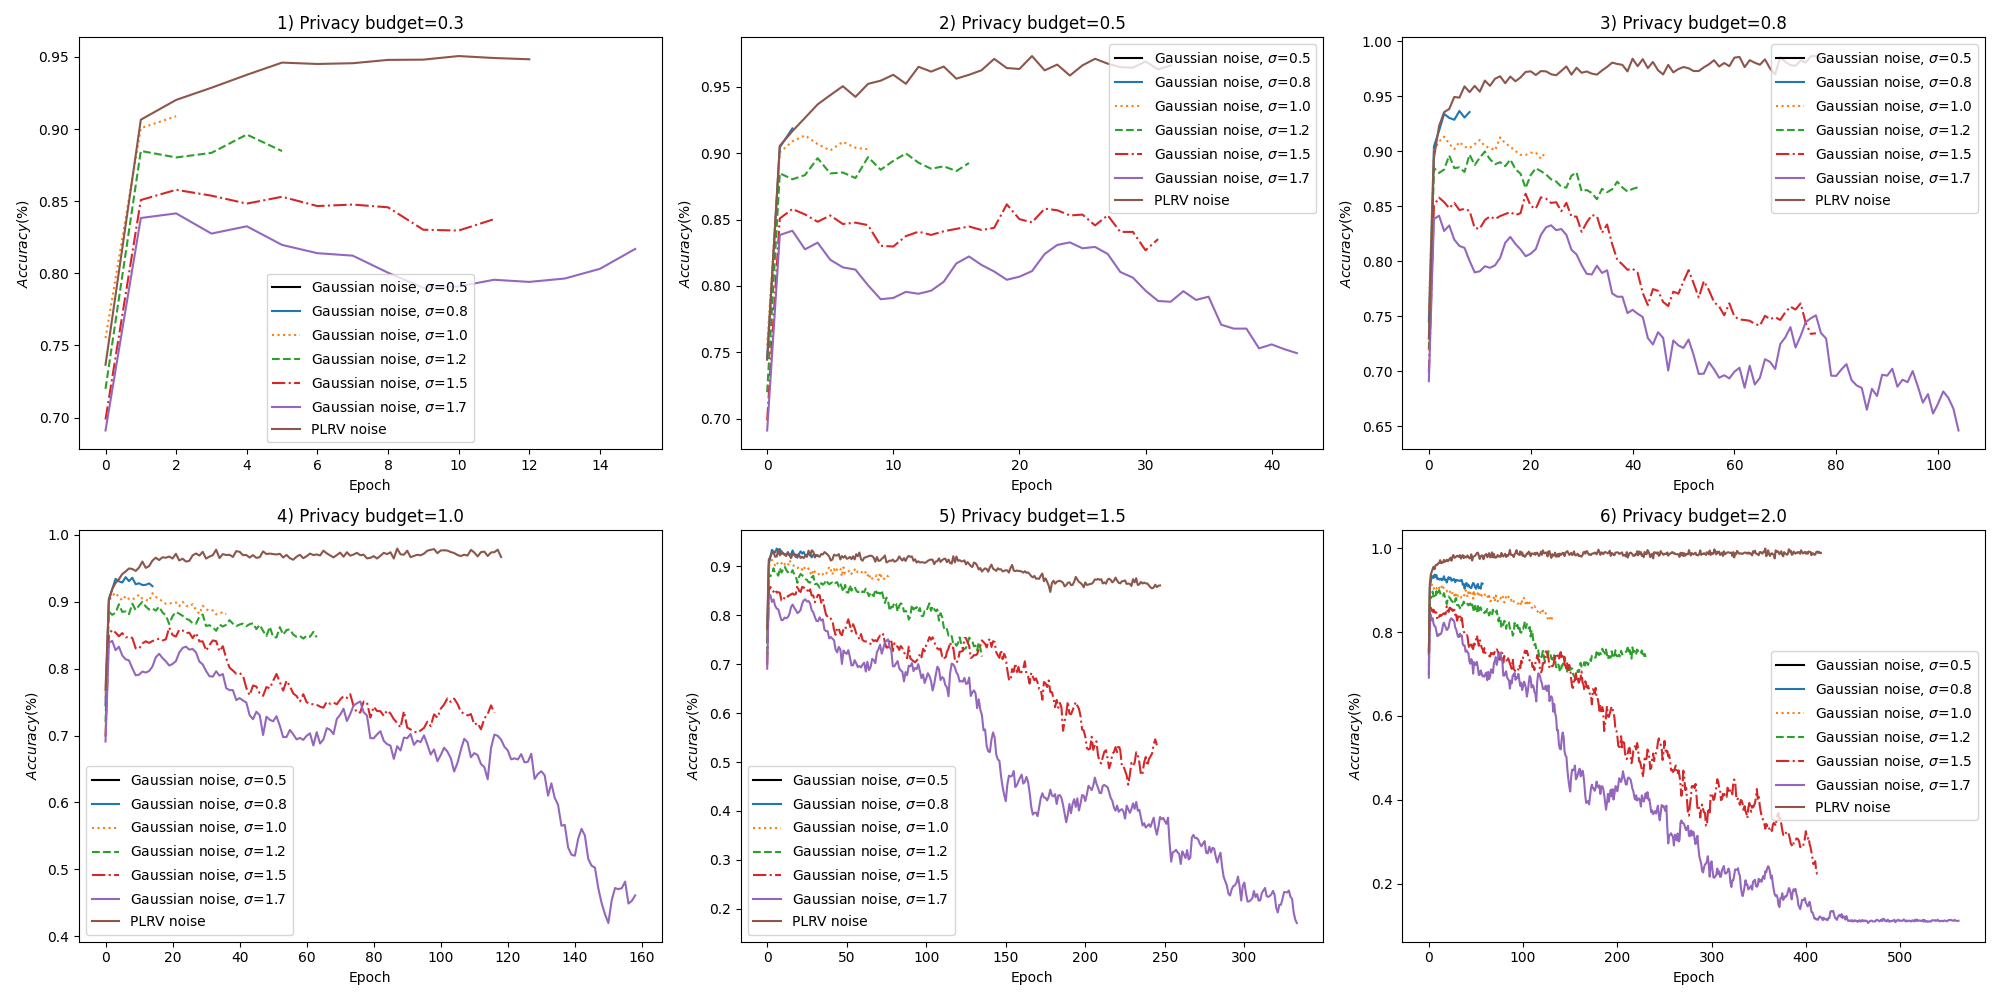 1) Privacy budget=0.3
Accuracy(%)
0.95
0.90
0.85
0.80
0.75
0.70
Gaussian noise, σ=0.5
Gaussian noise, σ=0.8
Gaussian noise, σ=1.0
Gaussian noise, σ=1.2
Gaussian noise, σ=1.5
Gaussian noise, σ=1.7
PLRV noise
0 2 4 6 8 10 12 14
Epoch
2) Privacy budget=0.5
Accuracy(%)
0.95
0.90
0.85
0.80
0.75
0.70
Gaussian noise, σ=0.5
Gaussian noise, σ=0.8
Gaussian noise, σ=1.0
Gaussian noise, σ=1.2
Gaussian noise, σ=1.5
Gaussian noise, σ=1.7
PLRV noise
0 10 20 30 40
Epoch
3) Privacy budget=0.8
Accuracy(%)
1.00
0.95
0.90
0.85
0.80
0.75
0.70
0.65
Gaussian noise, σ=0.5
Gaussian noise, σ=0.8
Gaussian noise, σ=1.0
Gaussian noise, σ=1.2
Gaussian noise, σ=1.5
Gaussian noise, σ=1.7
PLRV noise
0 20 40 60 80 100
Epoch
4) Privacy budget=1.0
Accuracy(%)
1.0
0.9
0.8
0.7
0.6
0.5
0.4
Gaussian noise, σ=0.5
Gaussian noise, σ=0.8
Gaussian noise, σ=1.0
Gaussian noise, σ=1.2
Gaussian noise, σ=1.5
Gaussian noise, σ=1.7
PLRV noise
0 20 40 60 80 100 120 140 160
Epoch
5) Privacy budget=1.5
Accuracy(%)
0.9
0.8
0.7
0.6
0.5
0.4
0.3
0.2
Gaussian noise, σ=0.5
Gaussian noise, σ=0.8
Gaussian noise, σ=1.0
Gaussian noise, σ=1.2
Gaussian noise, σ=1.5
Gaussian noise, σ=1.7
PLRV noise
0 50 100 150 200 250 300
Epoch
6) Privacy budget=2.0
Accuracy(%)
1.0
0.8
0.6
0.4
0.2
Gaussian noise, σ=0.5
Gaussian noise, σ=0.8
Gaussian noise, σ=1.0
Gaussian noise, σ=1.2
Gaussian noise, σ=1.5
Gaussian noise, σ=1.7
PLRV noise
0 100 200 300 400 500
Epoch